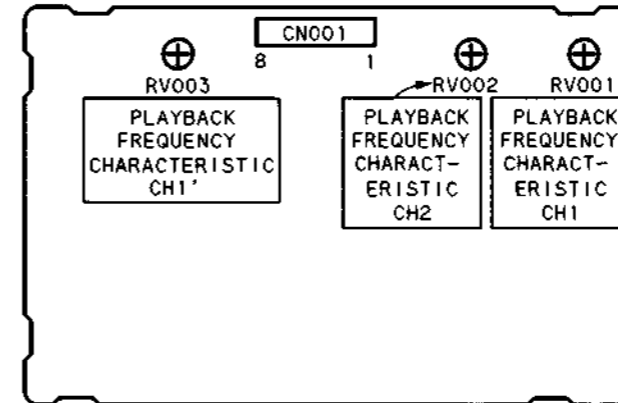 CN001
8 1
RV003
RV002
RV001
PLAYBACK
FREQUENCY
CHARACTERISTIC
CH1'
PLAYBACK
FREQUENCY
CHARACT-
ERISTIC
CH2
PLAYBACK
FREQUENCY
CHARACT-
ERISTIC
CH1